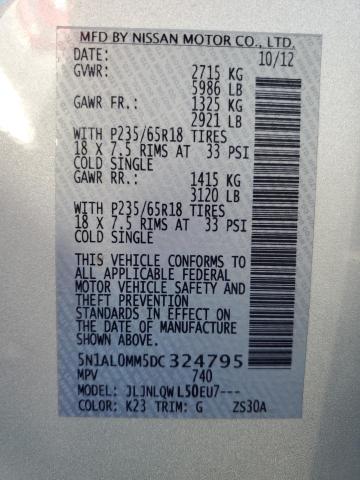 MFD BY NISSAN MOTOR CO., LTD.
DATE: 10/12
GVWR: 2715 KG
5986 LB
GAWR FR.: 1325 KG
2921 LB
WITH P235/65R18 TIRES
18 X 7.5 RIMS AT 33 PSI
COLD SINGLE
GAWR RR.: 1415 KG
3120 LB
WITH P235/65R18 TIRES
18 X 7.5 RIMS AT 33 PSI
COLD SINGLE
THIS VEHICLE CONFORMS TO
ALL APPLICABLE FEDERAL
MOTOR VEHICLE SAFETY AND
THEFT PREVENTION
STANDARDS IN EFFECT ON
THE DATE OF MANUFACTURE
SHOWN ABOVE.
5N1AL0MM5DC324795
MPV 740
MODEL: JLJNLQWL50EU7---
COLOR: K23 TRIM: G ZS30A